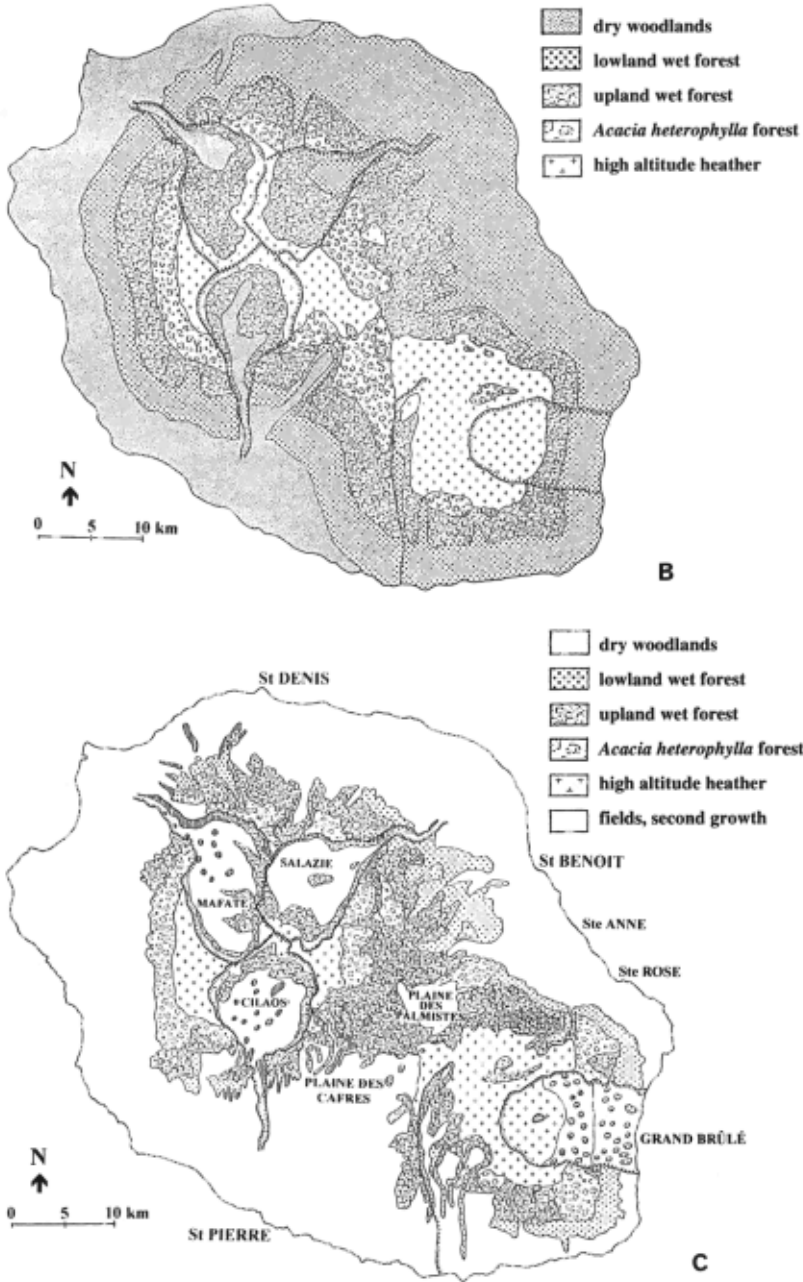 dry woodlands
lowland wet forest
upland wet forest
Acacia heterophylla forest
high altitude heather
N
0 5 10 km
B
dry woodlands
lowland wet forest
upland wet forest
Acacia heterophylla forest
high altitude heather
fields, second growth
St DENIS
St BENOIT
SALAZIE
MAFATE
Ste ANNE
Ste ROSE
CILAOS
PLAINE
DES
PALMISTES
PLAINE DES
CAFRES
GRAND BRÛLÉ
N
0 5 10 km
St PIERRE
C